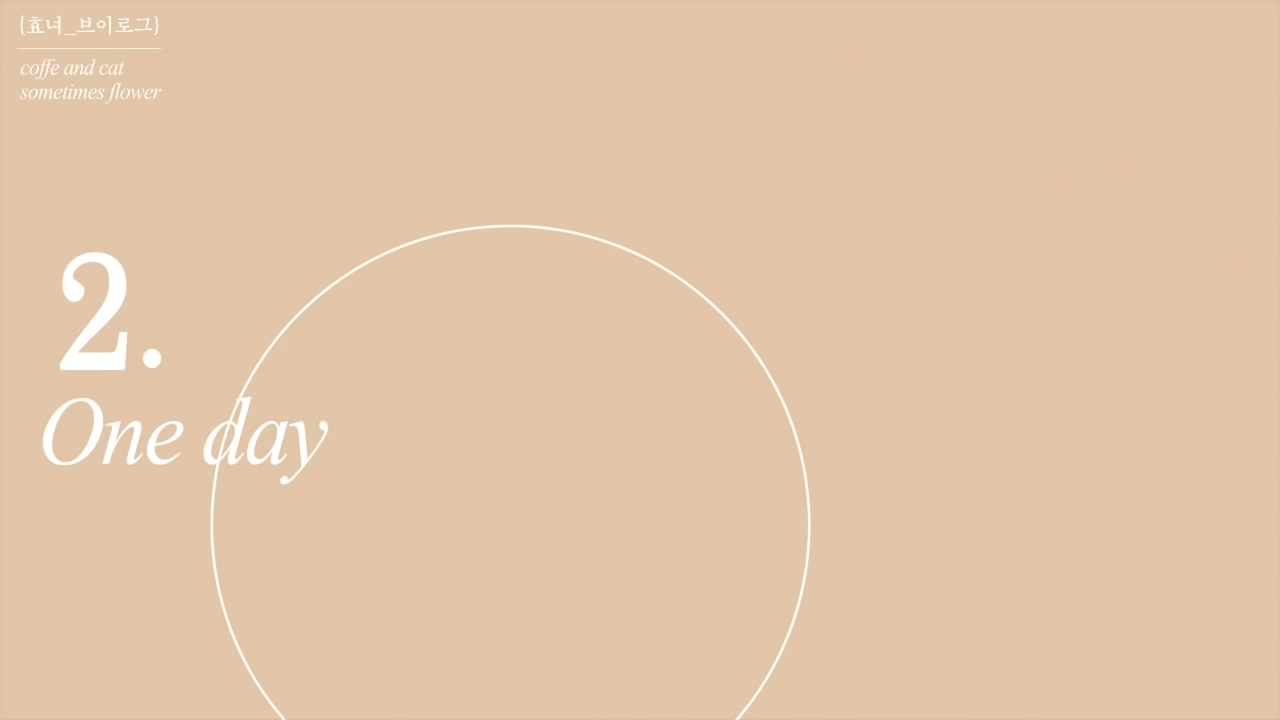 {효녀_브이로그}
coffe and cat
sometimes flower
2.
One day